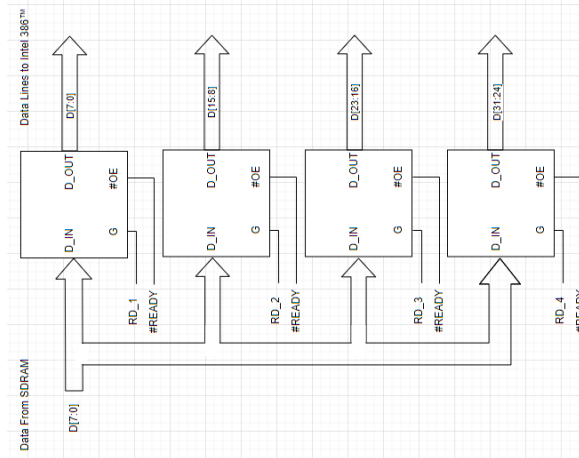 Data Lines to Intel 386™
D[7:0]
D[15:8]
D[23:16]
D[31:24]
D_OUT
#OE
D_OUT
#OE
D_OUT
#OE
D_OUT
#OE
D_IN
G
D_IN
G
D_IN
G
D_IN
G
RD_1
#READY
RD_2
#READY
RD_3
#READY
RD_4
#READY
Data From SDRAM
D[7:0]